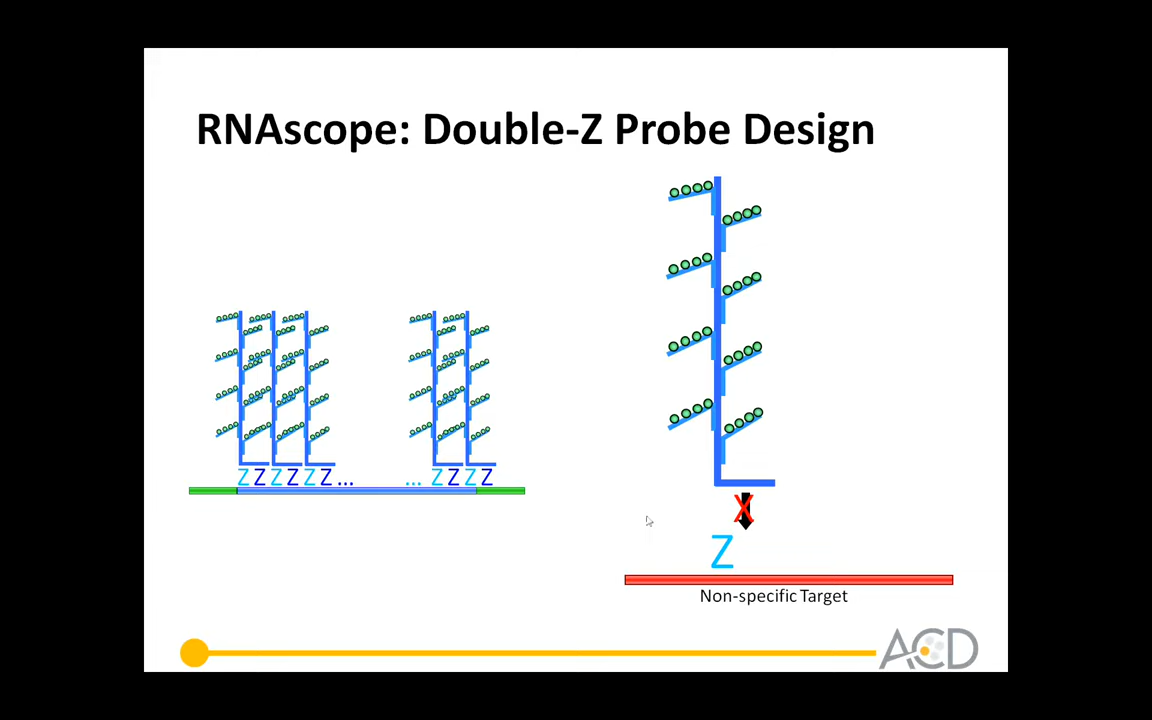 RNAscope: Double-Z Probe Design
Z Z Z Z Z Z ... ... Z Z Z Z
X
Z
Non-specific Target
ACD